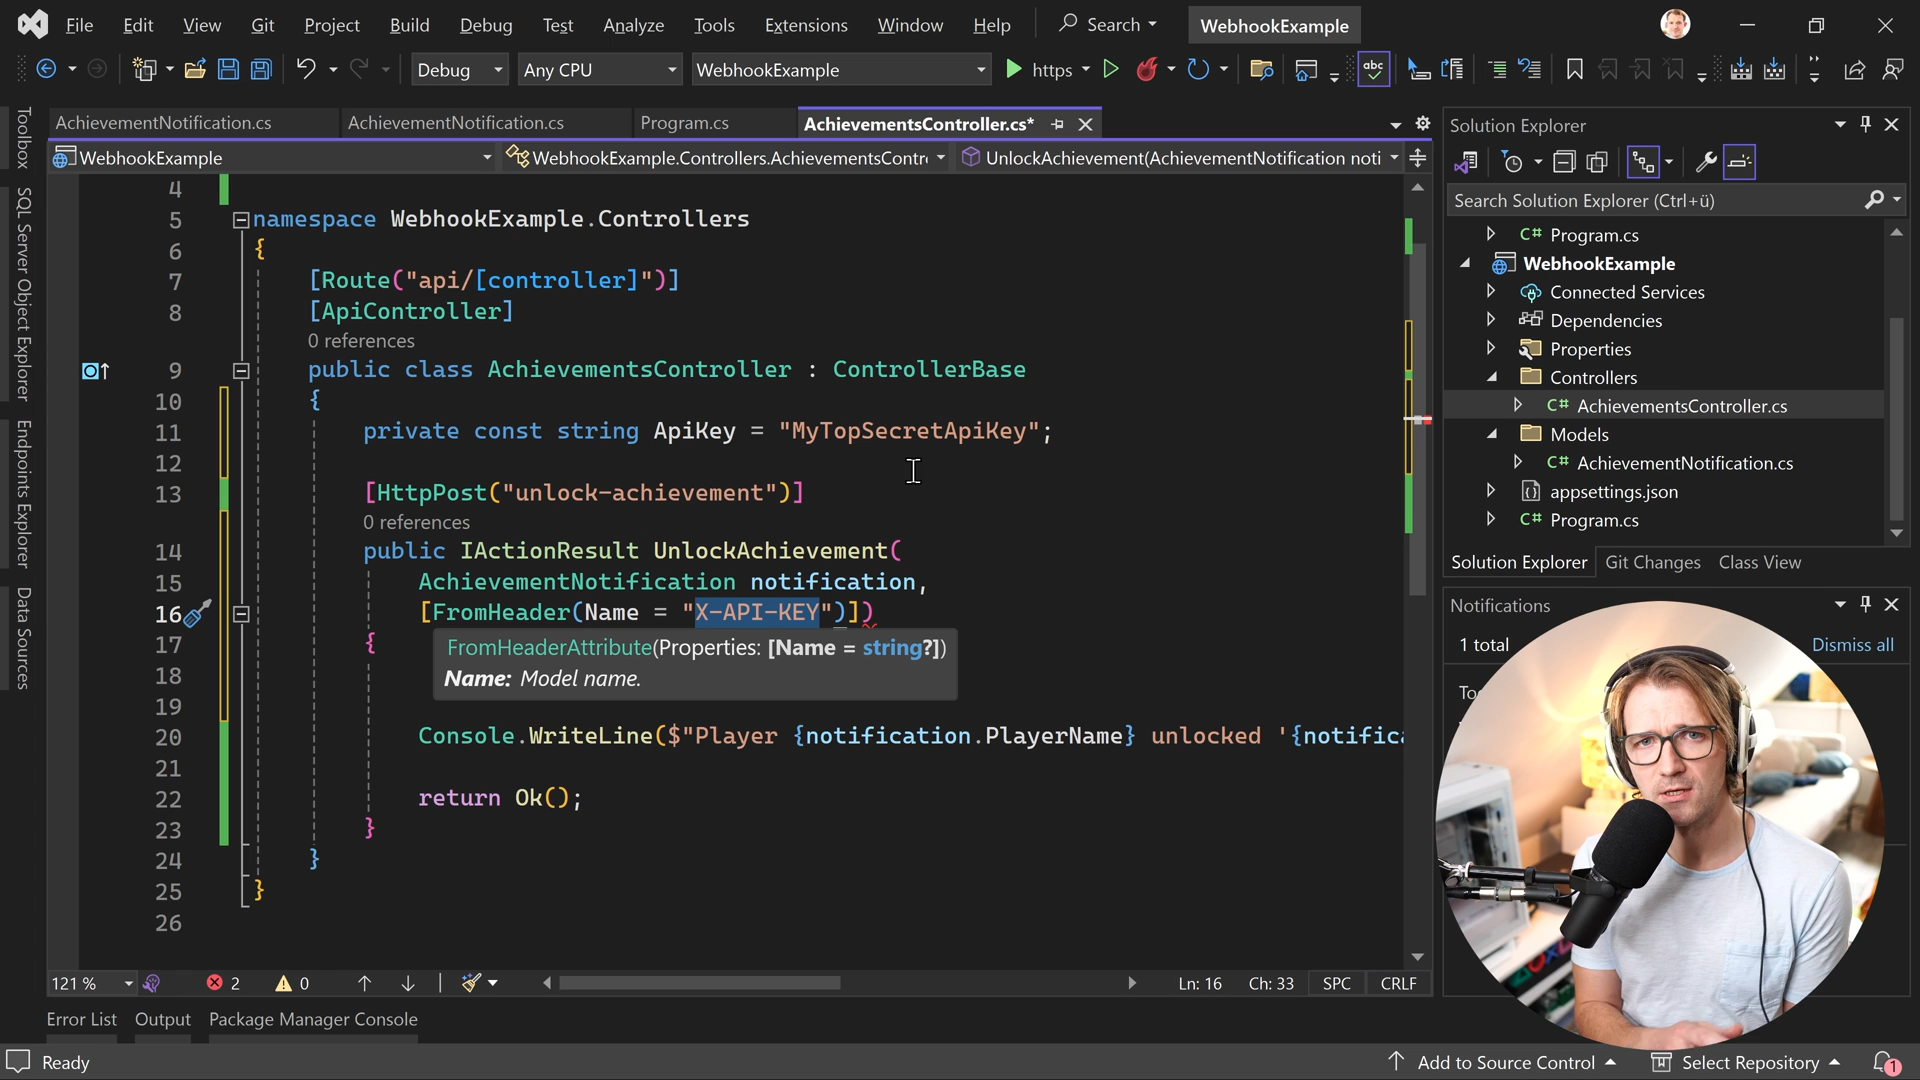 File Edit View Git Project Build Debug Test Analyze Tools Extensions Window Help Search WebhookExample
Debug Any CPU WebhookExample https abc
AchievementNotification.cs AchievementNotification.cs Program.cs AchievementsController.cs*
WebhookExample WebhookExample.Controllers.AchievementsContr UnlockAchievement(AchievementNotification noti
Toolbox
SQL Server Object Explorer
Endpoints Explorer
Data Sources
4
5 namespace WebhookExample.Controllers
6 {
7 [Route("api/[controller]")]
8 [ApiController]
0 references
9 public class AchievementsController : ControllerBase
10 {
11 private const string ApiKey = "MyTopSecretApiKey";
12
13 [HttpPost("unlock-achievement")]
0 references
14 public IActionResult UnlockAchievement(
15 AchievementNotification notification,
16 [FromHeader(Name = "X-API-KEY")])
17 {
FromHeaderAttribute(Properties: [Name = string?])
18
Name: Model name.
19
20 Console.WriteLine($"Player {notification.PlayerName} unlocked '{notific
21
22 return Ok();
23 }
24 }
25 }
26
121 % 2 0 Ln: 16 Ch: 33 SPC CRLF
Error List Output Package Manager Console
Ready Add to Source Control Select Repository 1
Solution Explorer
Search Solution Explorer (Ctrl+ü)
C# Program.cs
WebhookExample
Connected Services
Dependencies
Properties
Controllers
C# AchievementsController.cs
Models
C# AchievementNotification.cs
appsettings.json
C# Program.cs
Solution Explorer Git Changes Class View
Notifications
1 total Dismiss all